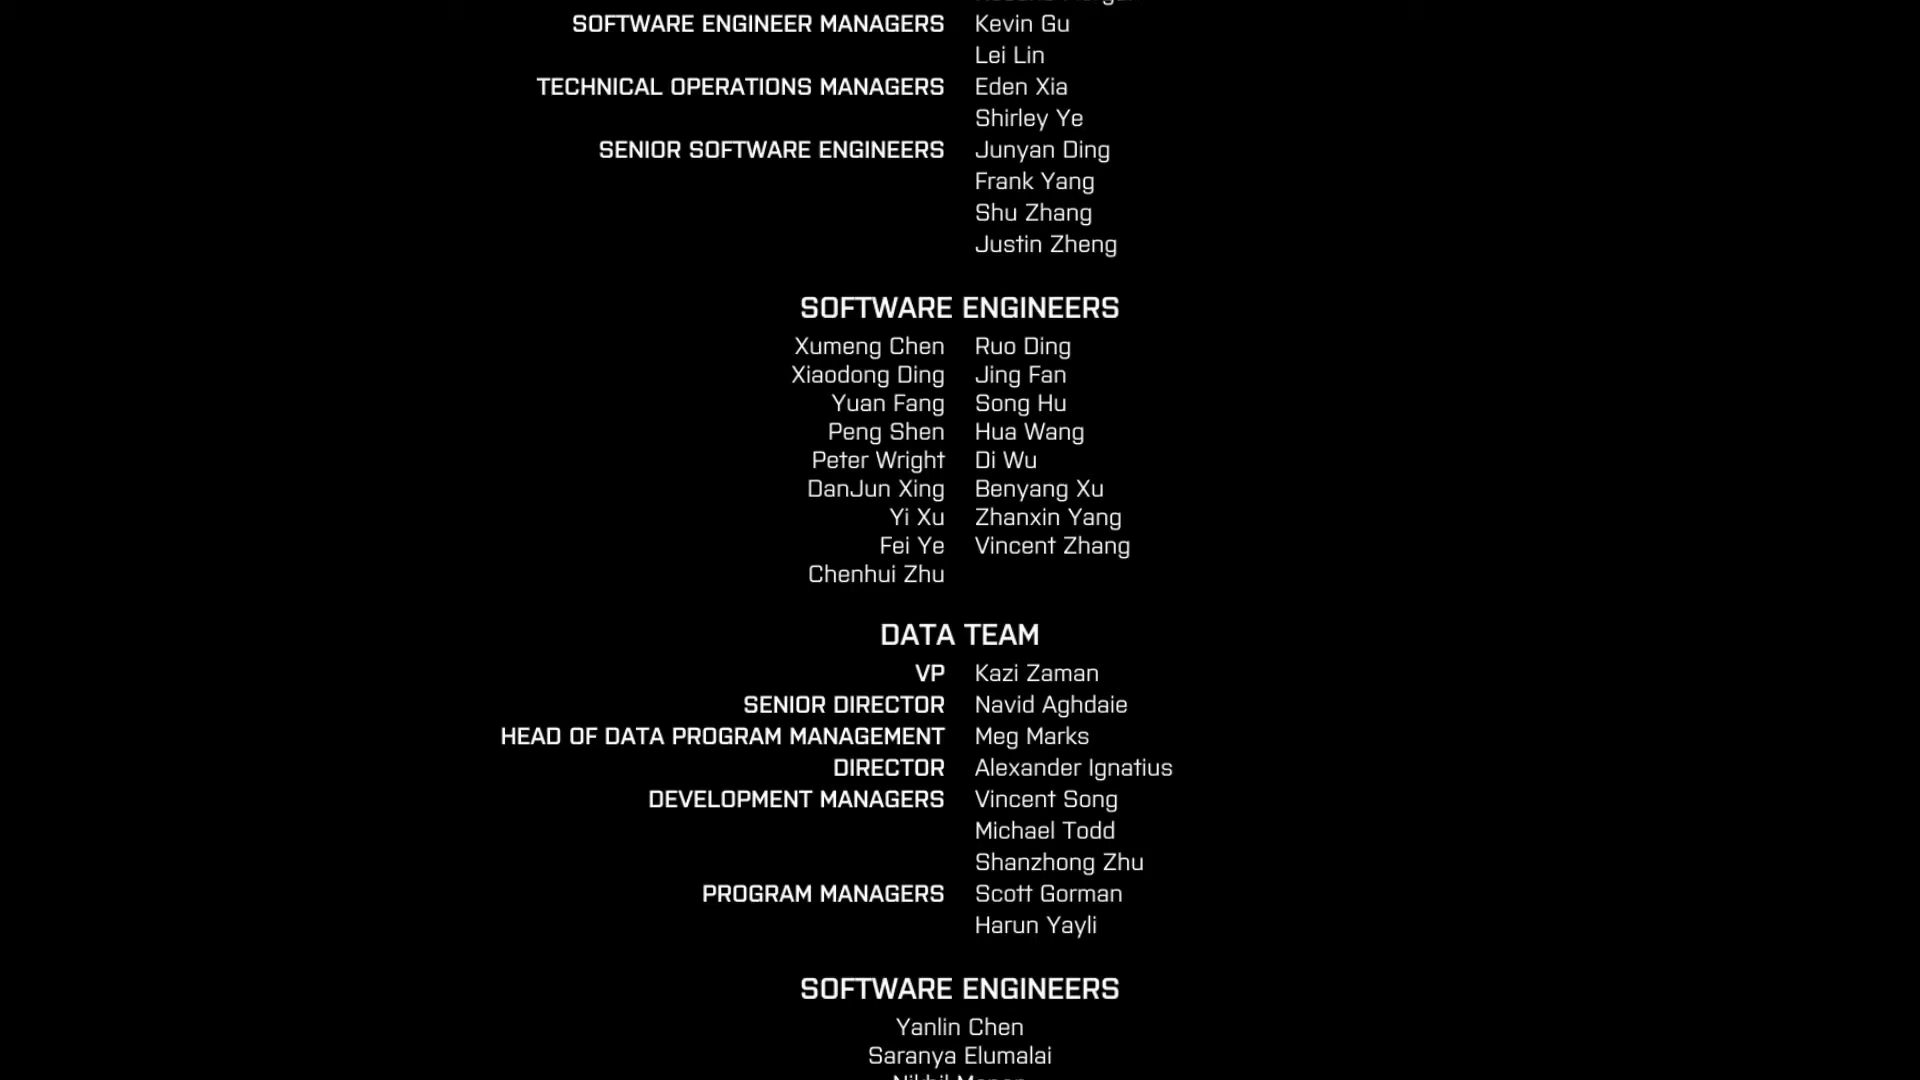 SOFTWARE ENGINEER MANAGERS Kevin Gu
Lei Lin
TECHNICAL OPERATIONS MANAGERS Eden Xia
Shirley Ye
SENIOR SOFTWARE ENGINEERS Junyan Ding
Frank Yang
Shu Zhang
Justin Zheng
SOFTWARE ENGINEERS
Xumeng Chen Ruo Ding
Xiaodong Ding Jing Fan
Yuan Fang Song Hu
Peng Shen Hua Wang
Peter Wright Di Wu
DanJun Xing Benyang Xu
Yi Xu Zhanxin Yang
Fei Ye Vincent Zhang
Chenhui Zhu
DATA TEAM
VP Kazi Zaman
SENIOR DIRECTOR Navid Aghdaie
HEAD OF DATA PROGRAM MANAGEMENT Meg Marks
DIRECTOR Alexander Ignatius
DEVELOPMENT MANAGERS Vincent Song
Michael Todd
Shanzhong Zhu
PROGRAM MANAGERS Scott Gorman
Harun Yayli
SOFTWARE ENGINEERS
Yanlin Chen
Saranya Elumalai